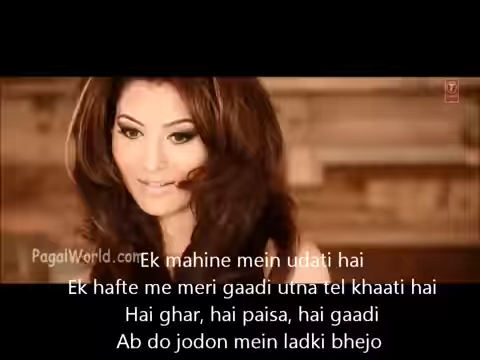 T
PagalWorld.com
Ek mahine mein udati hai
Ek hafte me meri gaadi utna tel khaati hai
Hai ghar, hai paisa, hai gaadi
Ab do jodon mein ladki bhejo